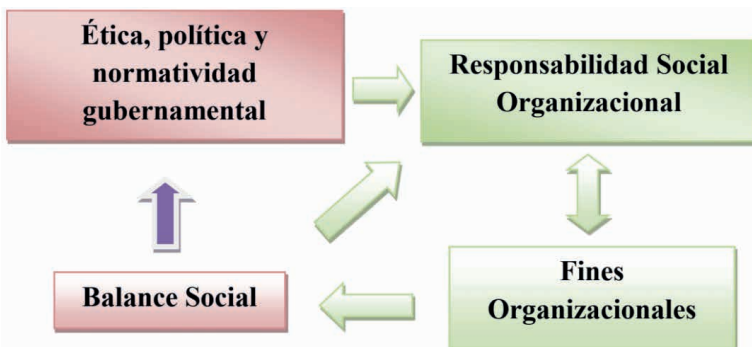 Ética, política y
normatividad
gubernamental
Responsabilidad Social
Organizacional
Balance Social
Fines
Organizacionales